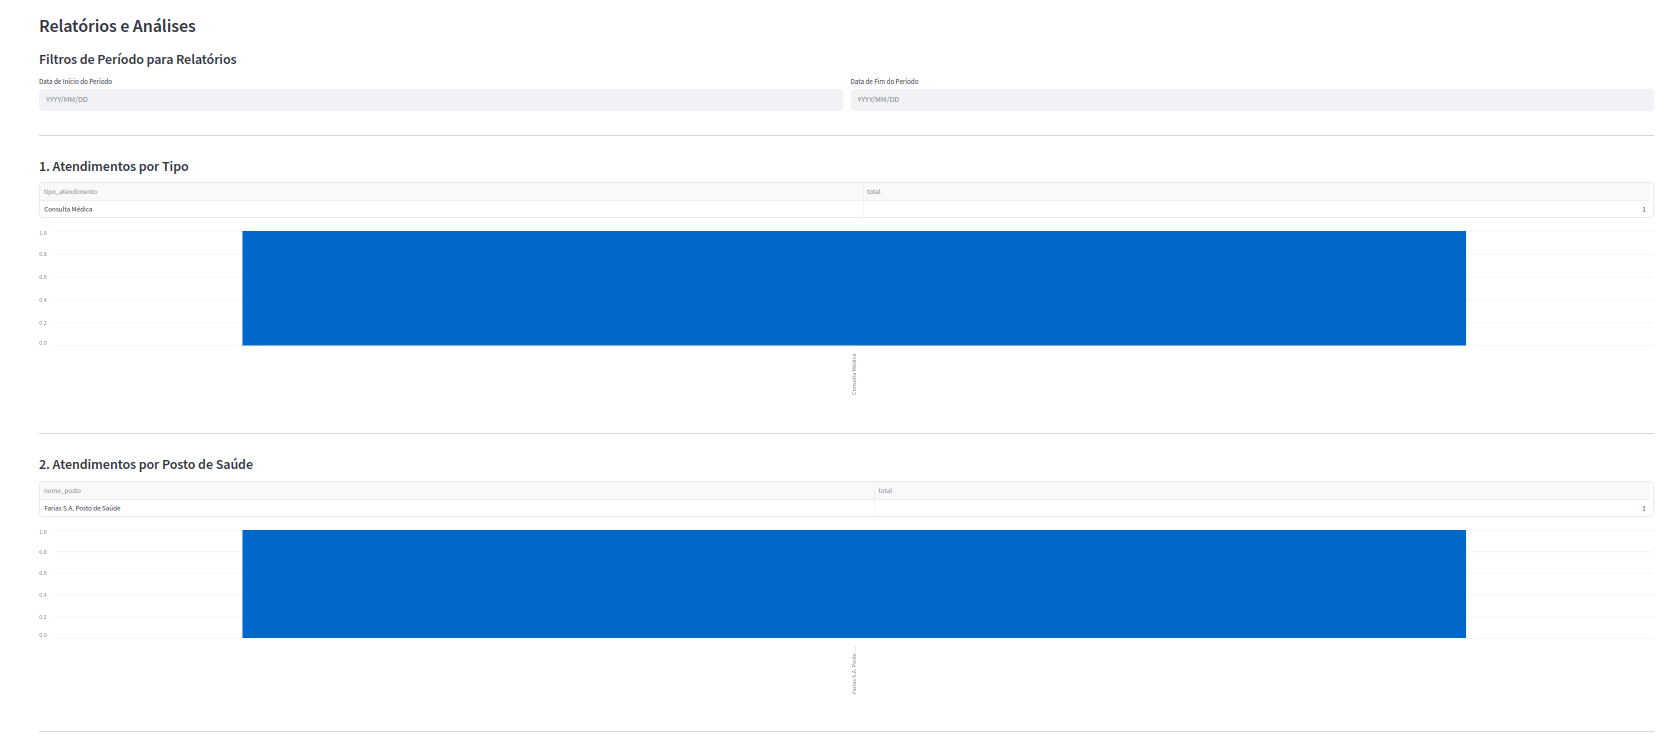 Relatórios e Análises
Filtros de Período para Relatórios
Data de Início do Período
Data de Fim do Período
YYYY/MM/DD
YYYY/MM/DD
1. Atendimentos por Tipo
tipo_atendimento
total
Consulta Médica
1
1.0
0.8
0.6
0.4
0.2
0.0
Consulta Médica
2. Atendimentos por Posto de Saúde
nome_posto
total
Farias S.A. Posto de Saúde
1
1.0
0.8
0.6
0.4
0.2
0.0
Farias S.A. Posto …